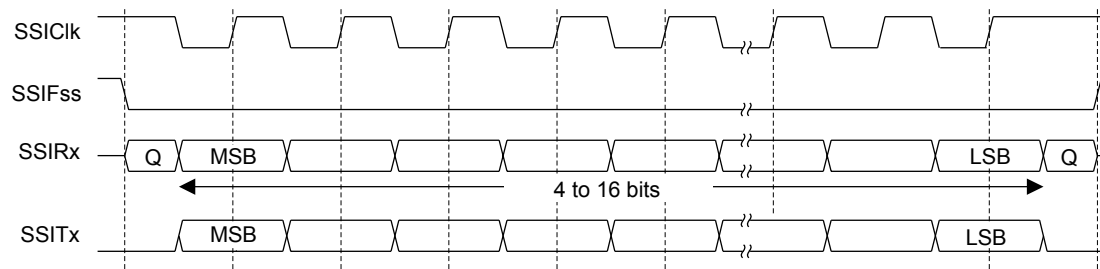 SSIClk
SSIFss
SSIRx Q MSB LSB Q
4 to 16 bits
SSITx MSB LSB